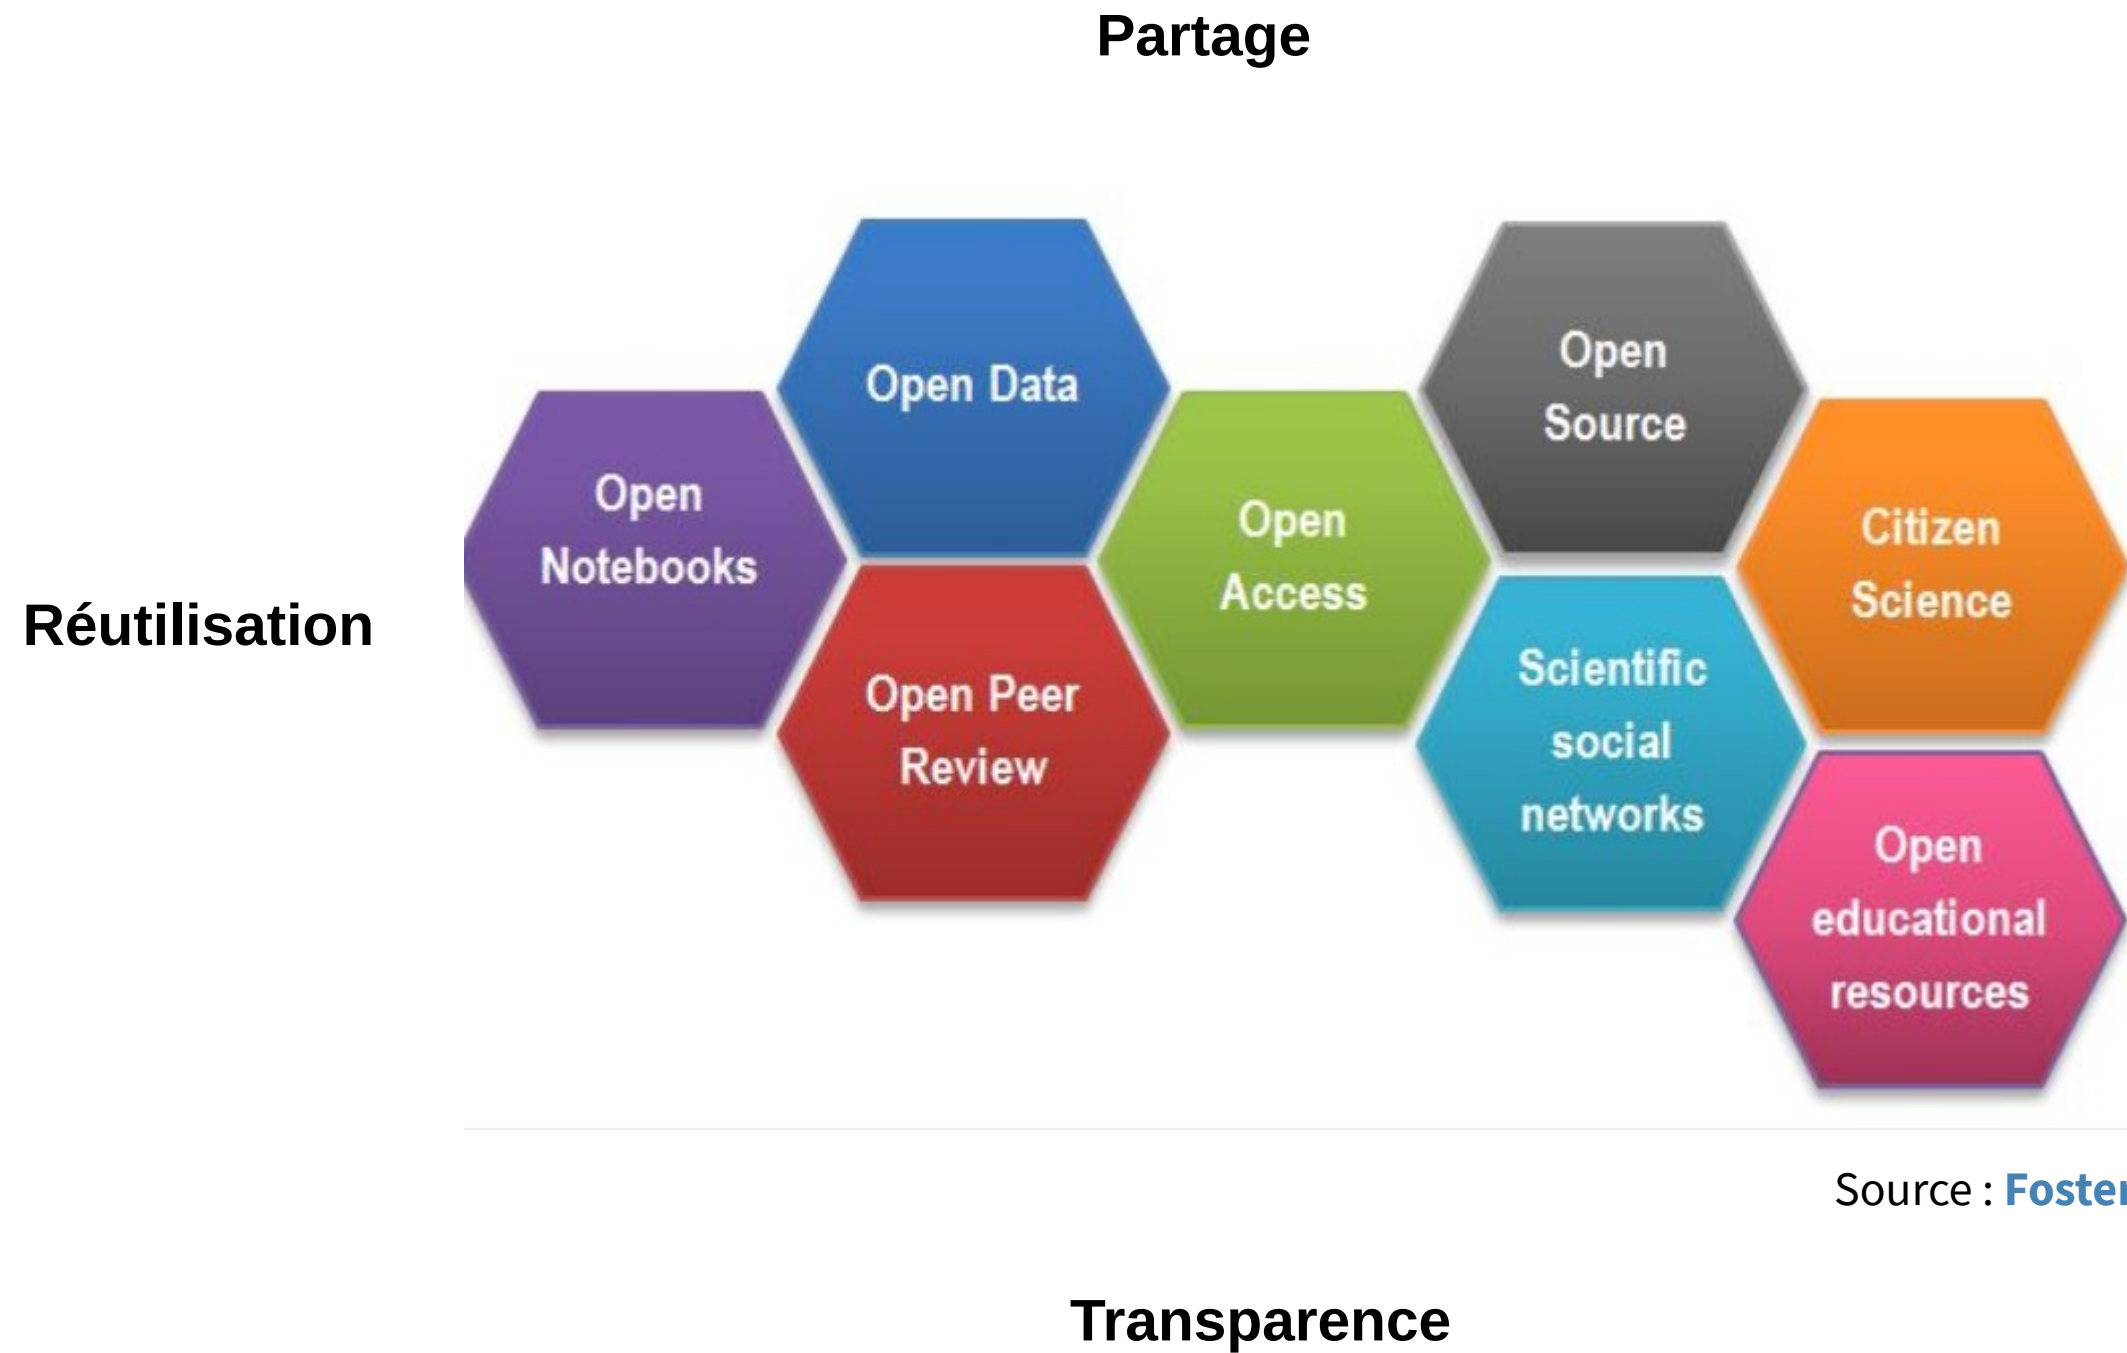 Partage
Open Data
Open
Source
Open
Notebooks
Open
Access
Citizen
Science
Réutilisation
Open Peer
Review
Scientific
social
networks
Open
educational
resources
Source : Foster
Transparence